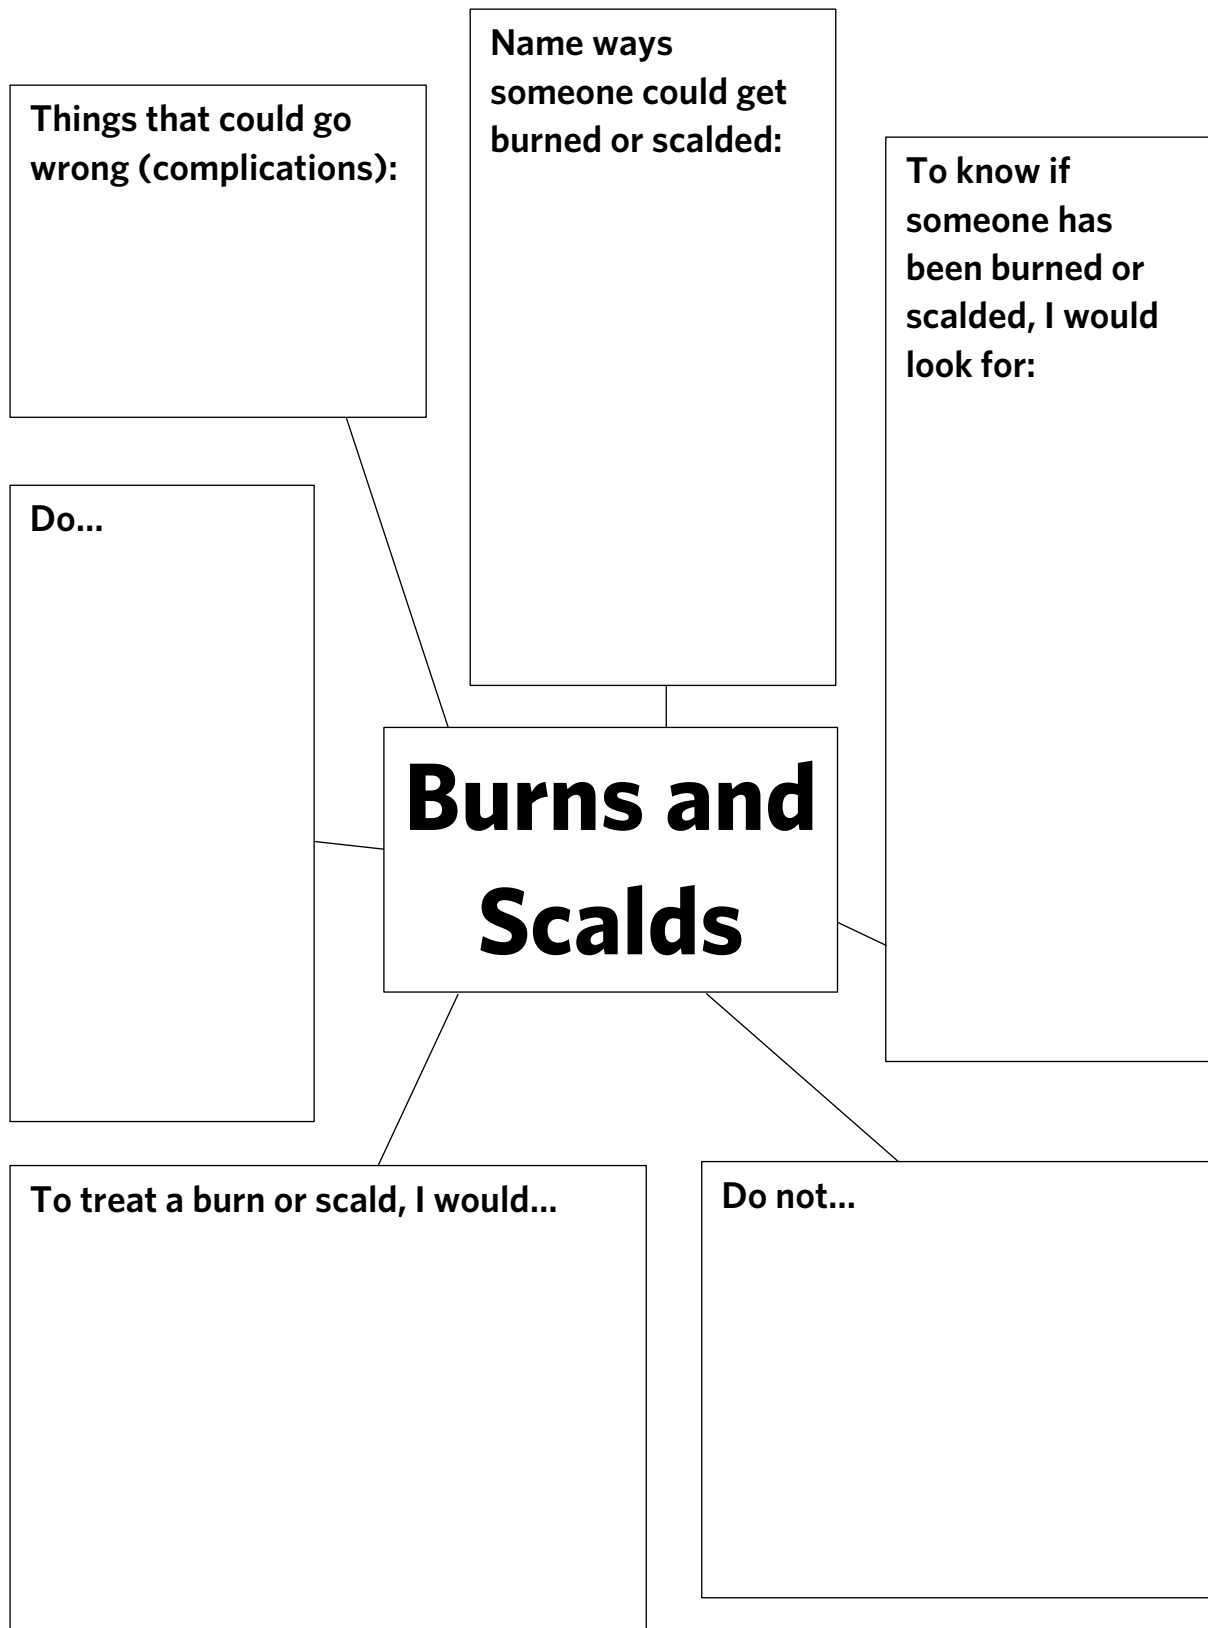 Name ways
someone could get
burned or scalded:
Things that could go
wrong (complications):
To know if
someone has
been burned or
scalded, I would
look for:
Do...
Burns and
Scalds
To treat a burn or scald, I would...
Do not...